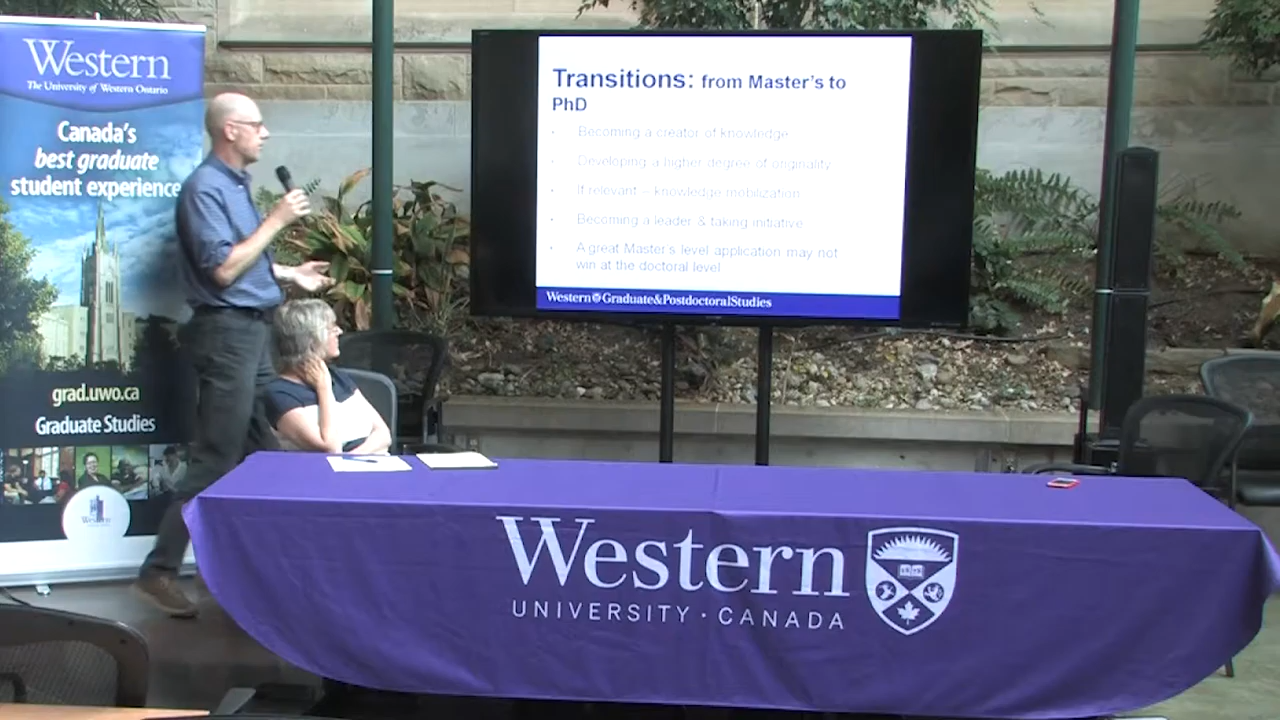 Western
The University of Western Ontario
Canada's
best graduate
student experience
grad.uwo.ca
Graduate Studies
Western
Transitions: from Master's to
PhD
• Becoming a creator of knowledge
• Developing a higher degree of originality
• If relevant – knowledge mobilization
• Becoming a leader & taking initiative
• A great Master's level application may not
win at the doctoral level
Western Graduate&PostdoctoralStudies
Western
UNIVERSITY · CANADA